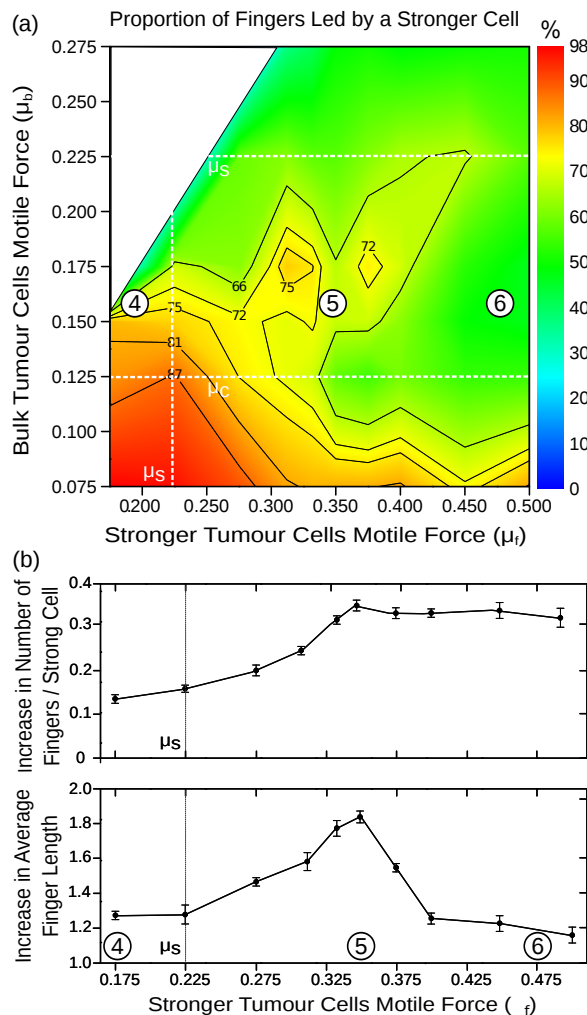 (a)
Proportion of Fingers Led by a Stronger Cell
%
Bulk Tumour Cells Motile Force (μb)
0.275
0.250
0.225
0.200
0.175
0.150
0.125
0.100
0.075
μS
72
66
75
4
75
72
5
6
81
87
μC
μS
0.200 0.250 0.300 0.350 0.400 0.450 0.500
Stronger Tumour Cells Motile Force (μf)
98
90
80
70
60
50
40
30
20
10
0
(b)
Increase in Number of
Fingers / Strong Cell
0.4
0.3
0.2
0.1
0
μS
Increase in Average
Finger Length
2.0
1.8
1.6
1.4
1.2
1.0
4 μS 5 6
0.175 0.225 0.275 0.325 0.375 0.425 0.475
Stronger Tumour Cells Motile Force (_f)